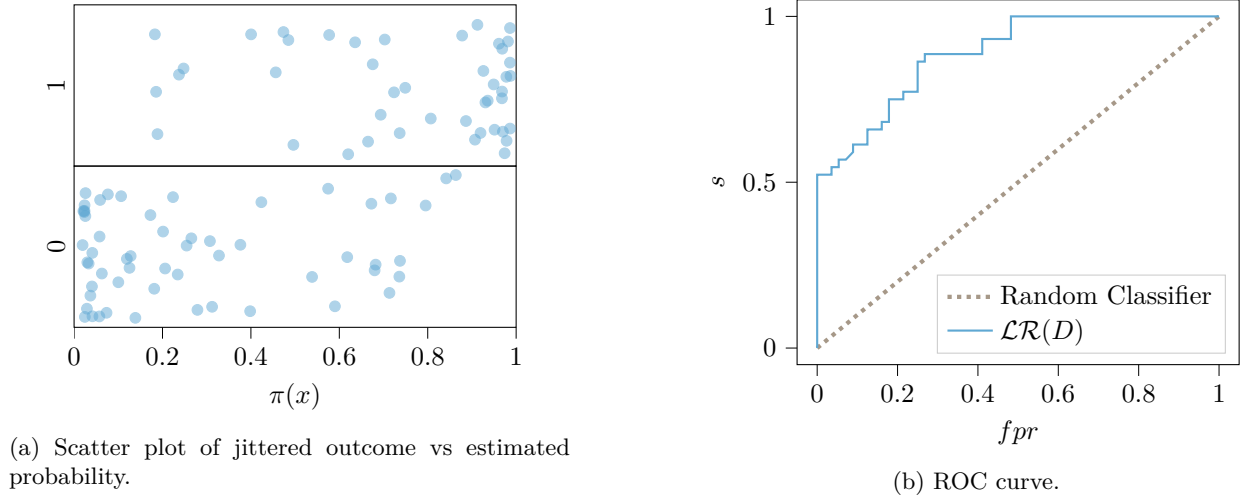 1
0
0
0.2
0.4
0.6
0.8
1
π(x)
(a) Scatter plot of jittered outcome vs estimated
probability.
1
0.5
0
s
Random Classifier
ℒℛ(D)
0
0.2
0.4
0.6
0.8
1
fpr
(b) ROC curve.